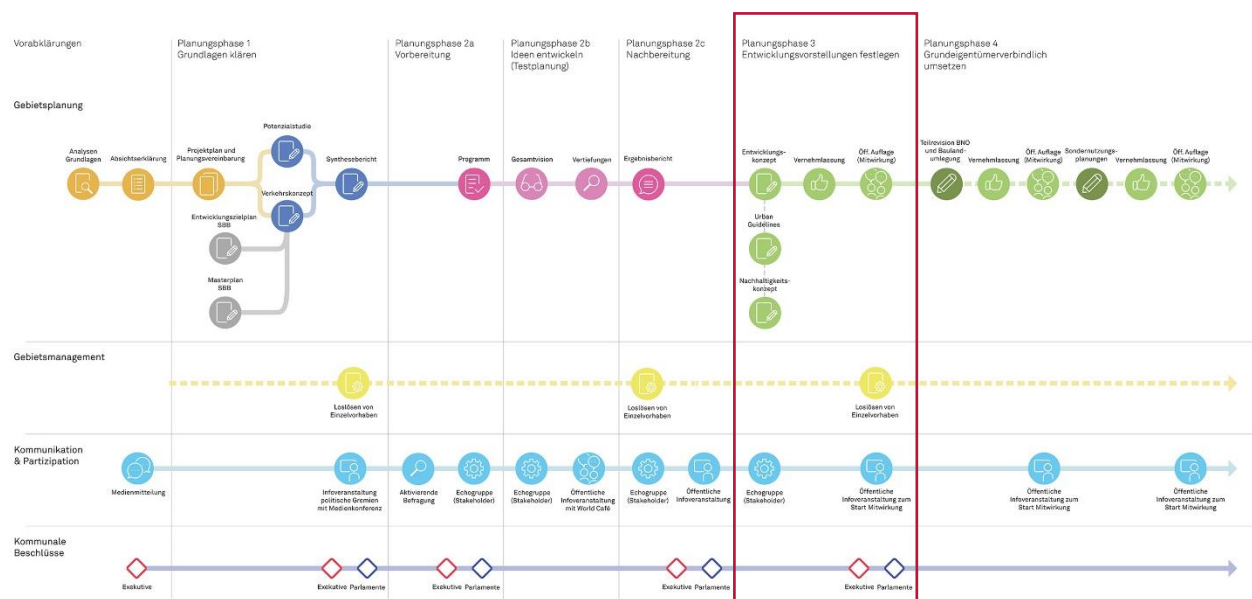 Vorabklärungen
Planungsphase 1
Grundlagen klären
Planungsphase 2a
Vorbereitung
Planungsphase 2b
Ideen entwickeln
(Testplanung)
Planungsphase 2c
Nachbereitung
Planungsphase 3
Entwicklungsvorstellungen festlegen
Planungsphase 4
Grundeigentümerverbindlich
umsetzen
Gebietsplanung
Analysen
Grundlagen
Absichtserklärung
Projektplan und
Planungsvereinbarung
Potenzialstudie
Verkehrskonzept
Synthesebericht
Entwicklungszielplan
SBB
Masterplan
SBB
Programm
Gesamtvision
Vertiefungen
Ergebnisbericht
Entwicklungs-
konzept
Vernehmlassung
Öff. Auflage
(Mitwirkung)
Urban
Guidelines
Nachhaltigkeits-
konzept
Teilrevision BNO
und Bauland-
umlegung
Vernehmlassung
Öff. Auflage
(Mitwirkung)
Sondernutzungs-
planungen
Vernehmlassung
Öff. Auflage
(Mitwirkung)
Gebietsmanagement
Loslösen von
Einzelvorhaben
Loslösen von
Einzelvorhaben
Loslösen von
Einzelvorhaben
Kommunikation
& Partizipation
Medienmitteilung
Infoveranstaltung
politische Gremien
mit Medienkonferenz
Aktivierende
Befragung
Echogruppe
(Stakeholder)
Echogruppe
(Stakeholder)
Öffentliche
Infoveranstaltung
mit World Café
Echogruppe
(Stakeholder)
Öffentliche
Infoveranstaltung
Echogruppe
(Stakeholder)
Öffentliche
Infoveranstaltung zum
Start Mitwirkung
Öffentliche
Infoveranstaltung zum
Start Mitwirkung
Öffentliche
Infoveranstaltung zum
Start Mitwirkung
Kommunale
Beschlüsse
Exekutive
Exekutive Parlamente
Exekutive Parlamente
Exekutive Parlamente
Exekutive Parlamente